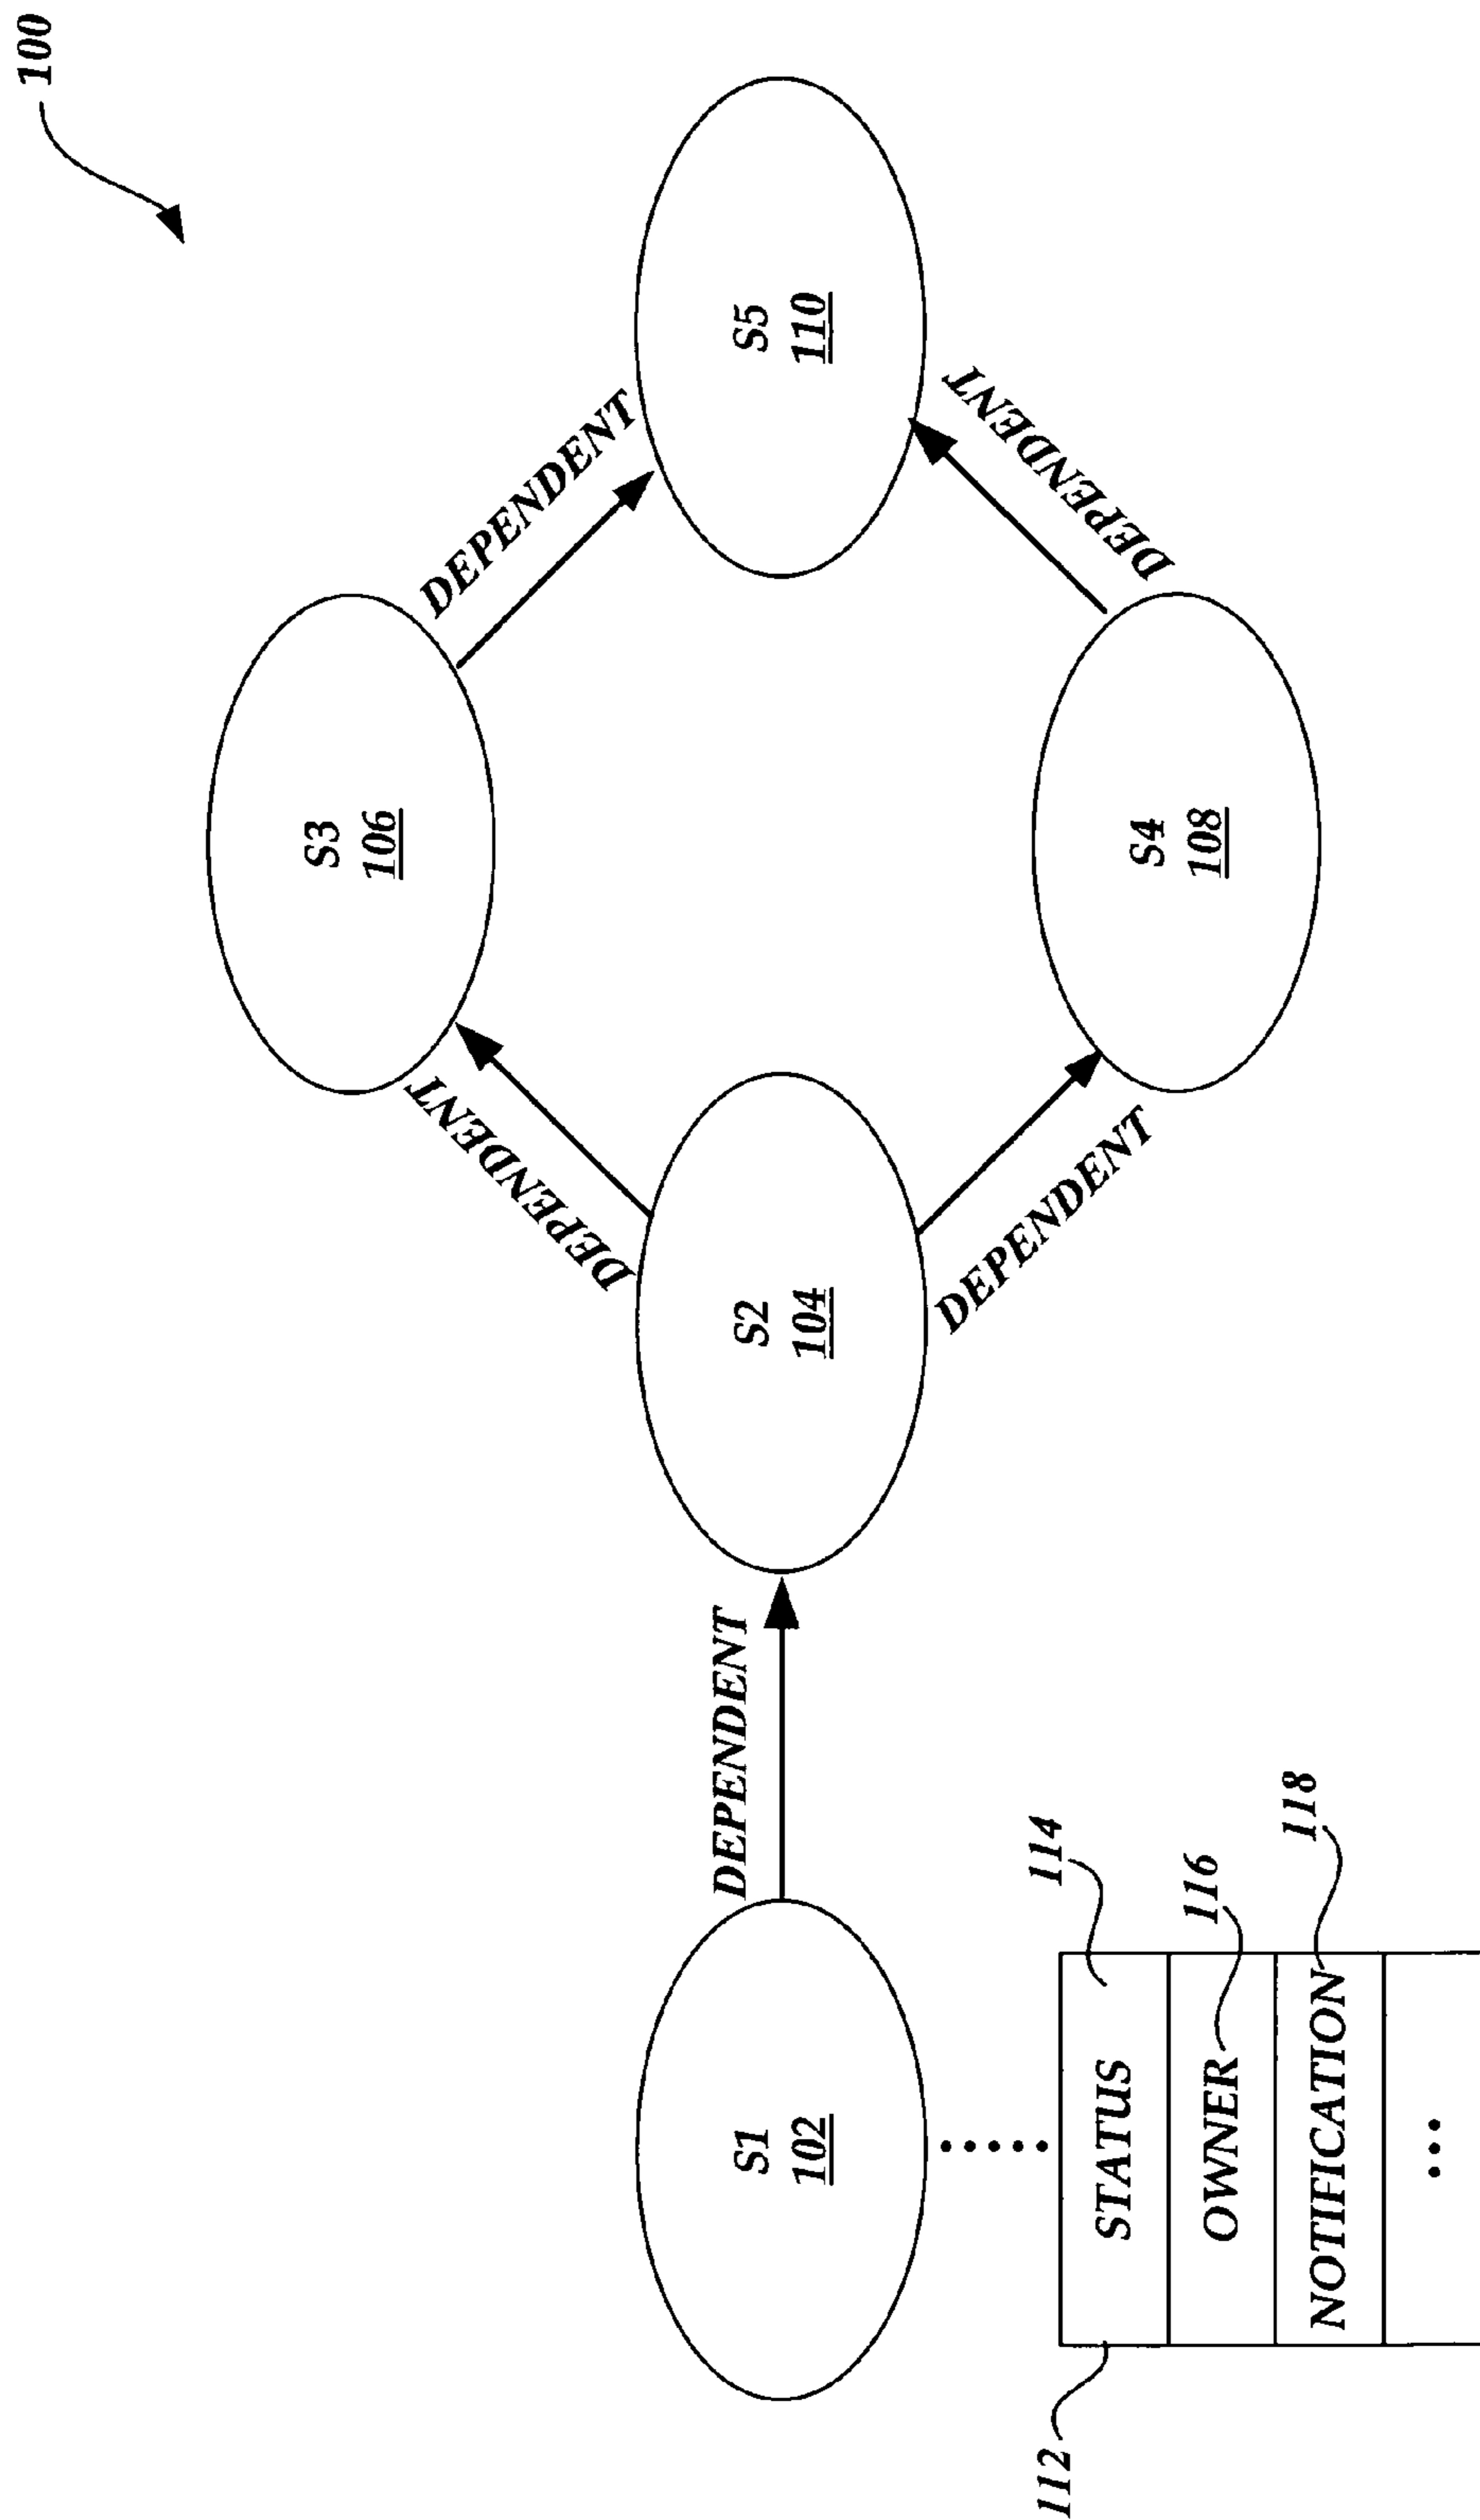 100
DEPENDENT
S3
106
DEPENDENT
DEPENDENT
S1
102
S2
104
S5
110
DEPENDENT
DEPENDENT
S4
108
112
STATUS
114
OWNER
116
NOTIFICATION
118